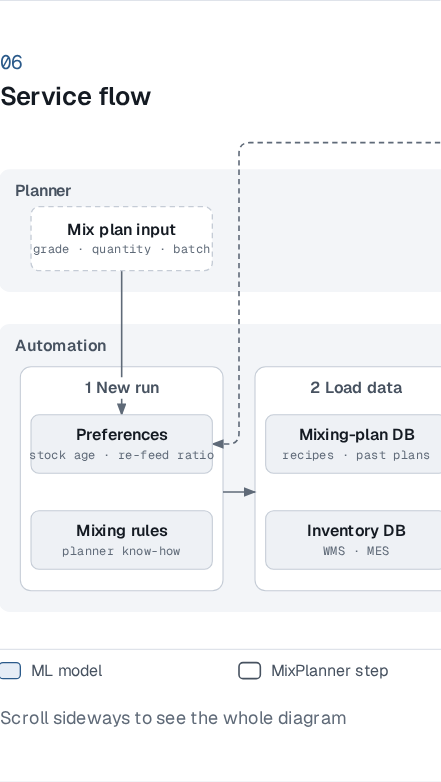 06
Service flow
Planner
Mix plan input
grade · quantity · batch
Automation
1 New run
2 Load data
Preferences
stock age · re-feed ratio
Mixing-plan DB
recipes · past plans
Mixing rules
planner know-how
Inventory DB
WMS · MES
ML model
MixPlanner step
Scroll sideways to see the whole diagram